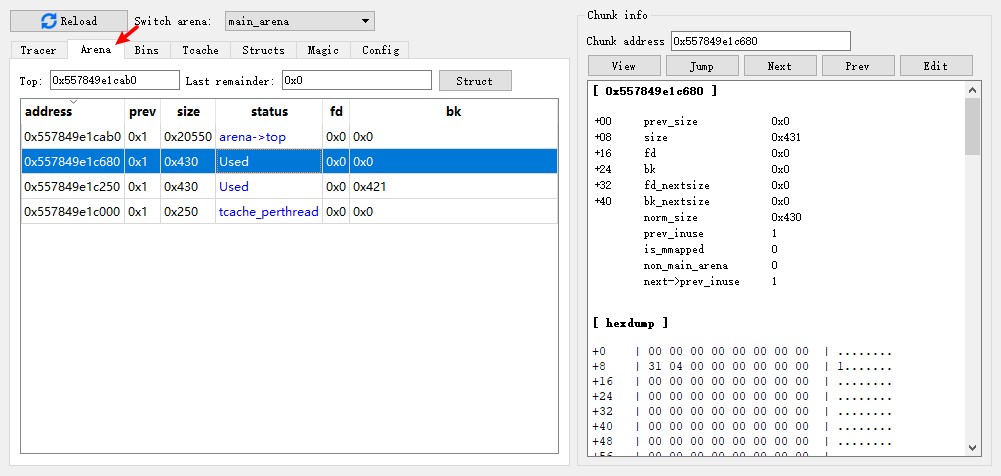 Reload Switch arena: main_arena
Tracer Arena Bins Tcache Structs Magic Config
Top: 0x557849e1cab0 Last remainder: 0x0 Struct
address prev size status fd bk
0x557849e1cab0 0x1 0x20550 arena->top 0x0 0x0
0x557849e1c680 0x1 0x430 Used 0x0 0x0
0x557849e1c250 0x1 0x430 Used 0x0 0x421
0x557849e1c000 0x1 0x250 tcache_perthread 0x0 0x0
Chunk info
Chunk address 0x557849e1c680
View Jump Next Prev Edit
[ 0x557849e1c680 ]
+00 prev_size 0x0
+08 size 0x431
+16 fd 0x0
+24 bk 0x0
+32 fd_nextsize 0x0
+40 bk_nextsize 0x0
norm_size 0x430
prev_inuse 1
is_mmapped 0
non_main_arena 0
next->prev_inuse 1
[ hexdump ]
+0 | 00 00 00 00 00 00 00 00 | ........
+8 | 31 04 00 00 00 00 00 00 | 1.......
+16 | 00 00 00 00 00 00 00 00 | ........
+24 | 00 00 00 00 00 00 00 00 | ........
+32 | 00 00 00 00 00 00 00 00 | ........
+40 | 00 00 00 00 00 00 00 00 | ........
+48 | 00 00 00 00 00 00 00 00 | ........